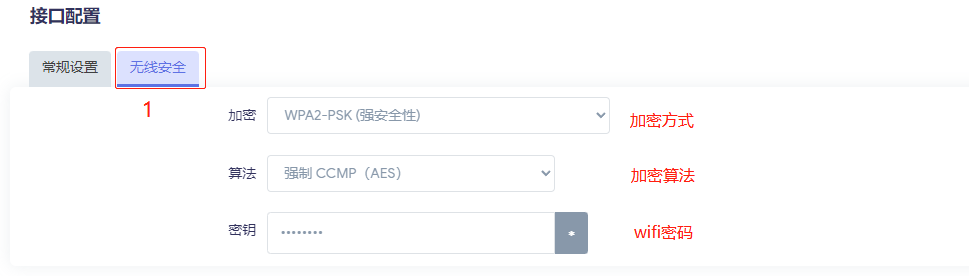 接口配置
常规设置 无线安全
1
加密 WPA2-PSK (强安全性) 加密方式
算法 强制 CCMP（AES） 加密算法
密钥 •••••••• * wifi密码